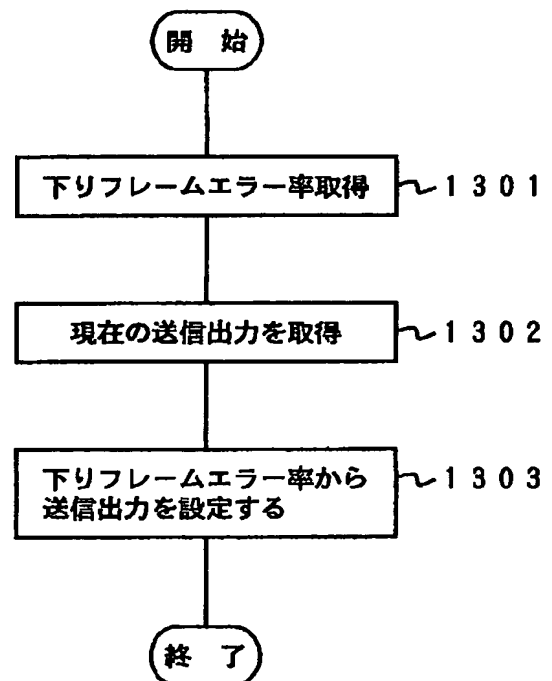 開 始
下りフレームエラー率取得 1301
現在の送信出力を取得 1302
下りフレームエラー率から 1303
送信出力を設定する
終 了